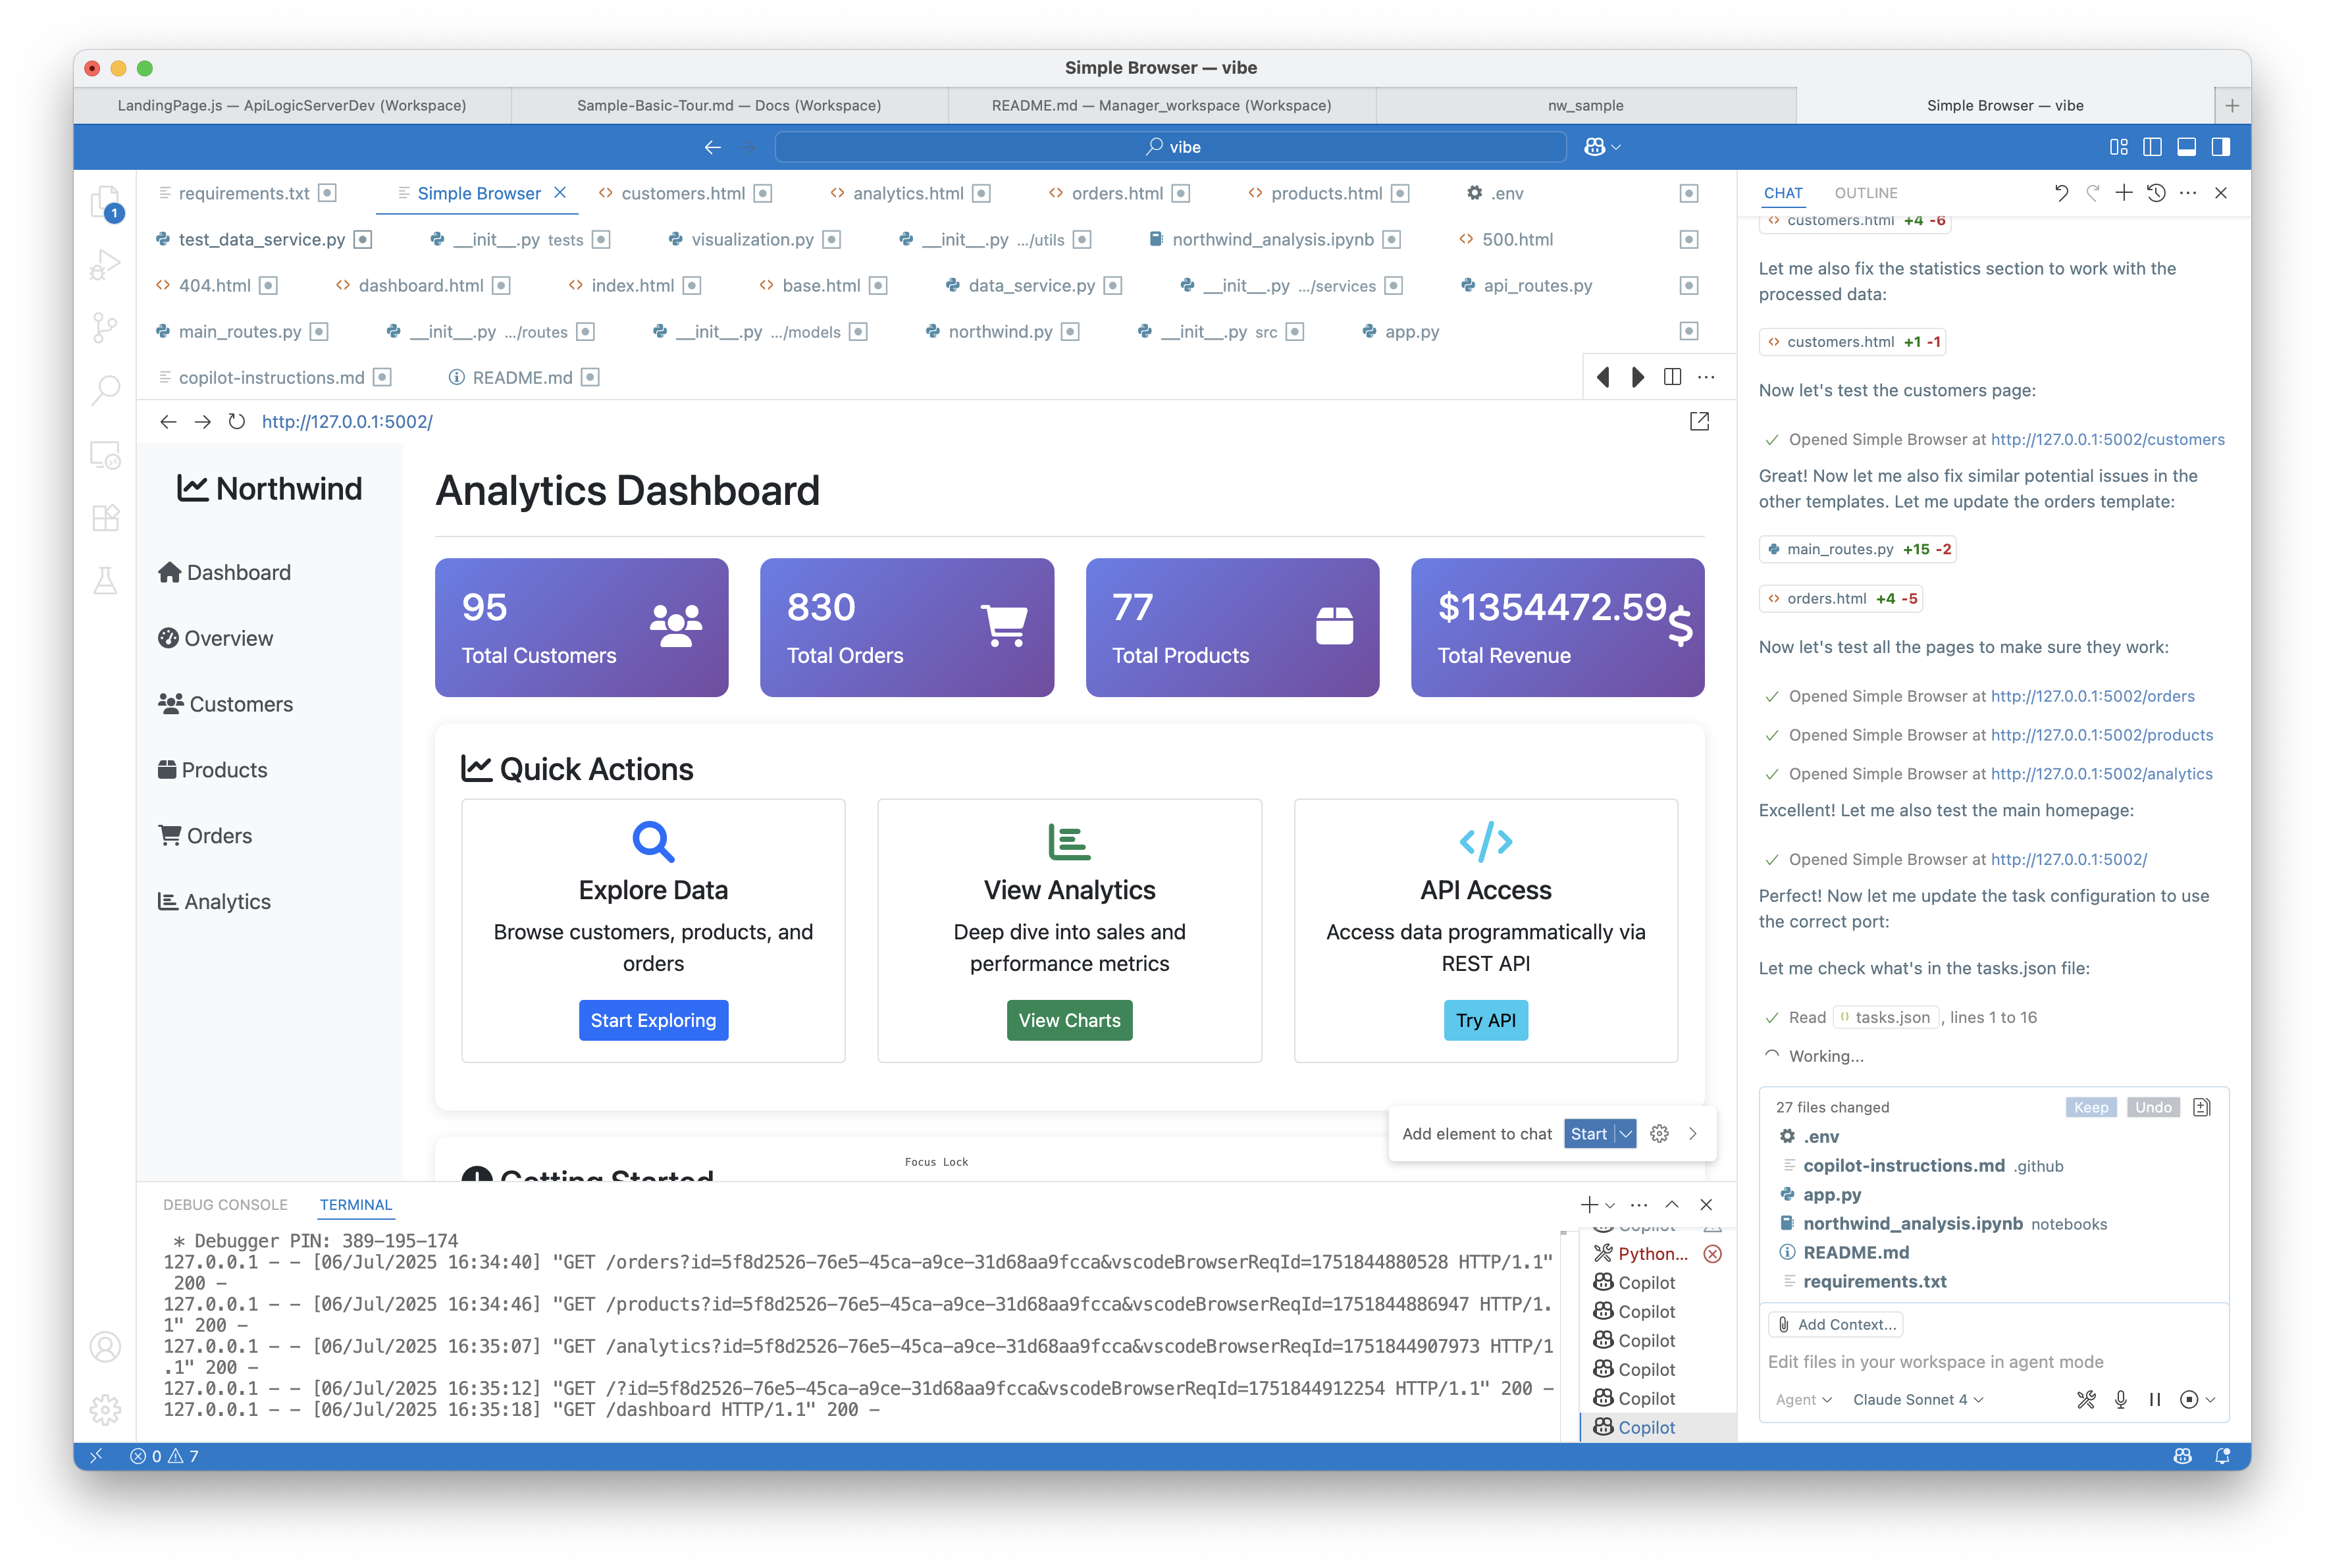 Simple Browser — vibe
LandingPage.js — ApiLogicServerDev (Workspace)
Sample-Basic-Tour.md — Docs (Workspace)
README.md — Manager_workspace (Workspace)
nw_sample
Simple Browser — vibe
vibe
1
requirements.txt
Simple Browser
customers.html
analytics.html
orders.html
products.html
.env
test_data_service.py
__init__.py tests
visualization.py
__init__.py .../utils
northwind_analysis.ipynb
500.html
404.html
dashboard.html
index.html
base.html
data_service.py
__init__.py .../services
api_routes.py
main_routes.py
__init__.py .../routes
__init__.py .../models
northwind.py
__init__.py src
app.py
copilot-instructions.md
README.md
http://127.0.0.1:5002/
Northwind
Dashboard
Overview
Customers
Products
Orders
Analytics
Analytics Dashboard
95
Total Customers
830
Total Orders
77
Total Products
$1354472.59
Total Revenue
Quick Actions
Explore Data
Browse customers, products, and
orders
Start Exploring
View Analytics
Deep dive into sales and
performance metrics
View Charts
API Access
Access data programmatically via
REST API
Try API
Add element to chat
Start
Getting Started
Focus Lock
DEBUG CONSOLE
TERMINAL
* Debugger PIN: 389-195-174
127.0.0.1 - - [06/Jul/2025 16:34:40] "GET /orders?id=5f8d2526-76e5-45ca-a9ce-31d68aa9fcca&vscodeBrowserReqId=1751844880528 HTTP/1.1"
200 -
127.0.0.1 - - [06/Jul/2025 16:34:46] "GET /products?id=5f8d2526-76e5-45ca-a9ce-31d68aa9fcca&vscodeBrowserReqId=1751844886947 HTTP/1.
1" 200 -
127.0.0.1 - - [06/Jul/2025 16:35:07] "GET /analytics?id=5f8d2526-76e5-45ca-a9ce-31d68aa9fcca&vscodeBrowserReqId=1751844907973 HTTP/1
.1" 200 -
127.0.0.1 - - [06/Jul/2025 16:35:12] "GET /?id=5f8d2526-76e5-45ca-a9ce-31d68aa9fcca&vscodeBrowserReqId=1751844912254 HTTP/1.1" 200 -
127.0.0.1 - - [06/Jul/2025 16:35:18] "GET /dashboard HTTP/1.1" 200 -
Copilot
Python...
Copilot
Copilot
Copilot
Copilot
Copilot
Copilot
CHAT
OUTLINE
customers.html +4 -6
Let me also fix the statistics section to work with the
processed data:
customers.html +1 -1
Now let's test the customers page:
Opened Simple Browser at http://127.0.0.1:5002/customers
Great! Now let me also fix similar potential issues in the
other templates. Let me update the orders template:
main_routes.py +15 -2
orders.html +4 -5
Now let's test all the pages to make sure they work:
Opened Simple Browser at http://127.0.0.1:5002/orders
Opened Simple Browser at http://127.0.0.1:5002/products
Opened Simple Browser at http://127.0.0.1:5002/analytics
Excellent! Let me also test the main homepage:
Opened Simple Browser at http://127.0.0.1:5002/
Perfect! Now let me update the task configuration to use
the correct port:
Let me check what's in the tasks.json file:
Read tasks.json, lines 1 to 16
Working...
27 files changed
Keep
Undo
.env
copilot-instructions.md .github
app.py
northwind_analysis.ipynb notebooks
README.md
requirements.txt
Add Context...
Edit files in your workspace in agent mode
Agent
Claude Sonnet 4
0
7